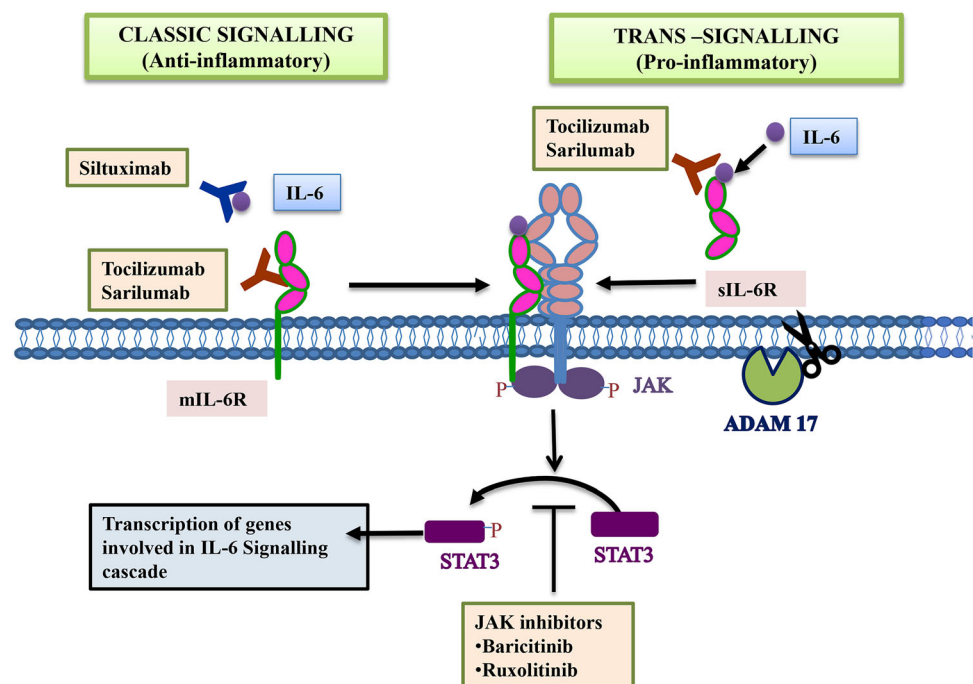 CLASSIC SIGNALLING
(Anti-inflammatory)
TRANS –SIGNALLING
(Pro-inflammatory)
Siltuximab
IL-6
Tocilizumab
Sarilumab
mIL-6R
Tocilizumab
Sarilumab
IL-6
sIL-6R
P
P
JAK
ADAM 17
Transcription of genes
involved in IL-6 Signalling
cascade
P
STAT3
STAT3
JAK inhibitors
•Baricitinib
•Ruxolitinib